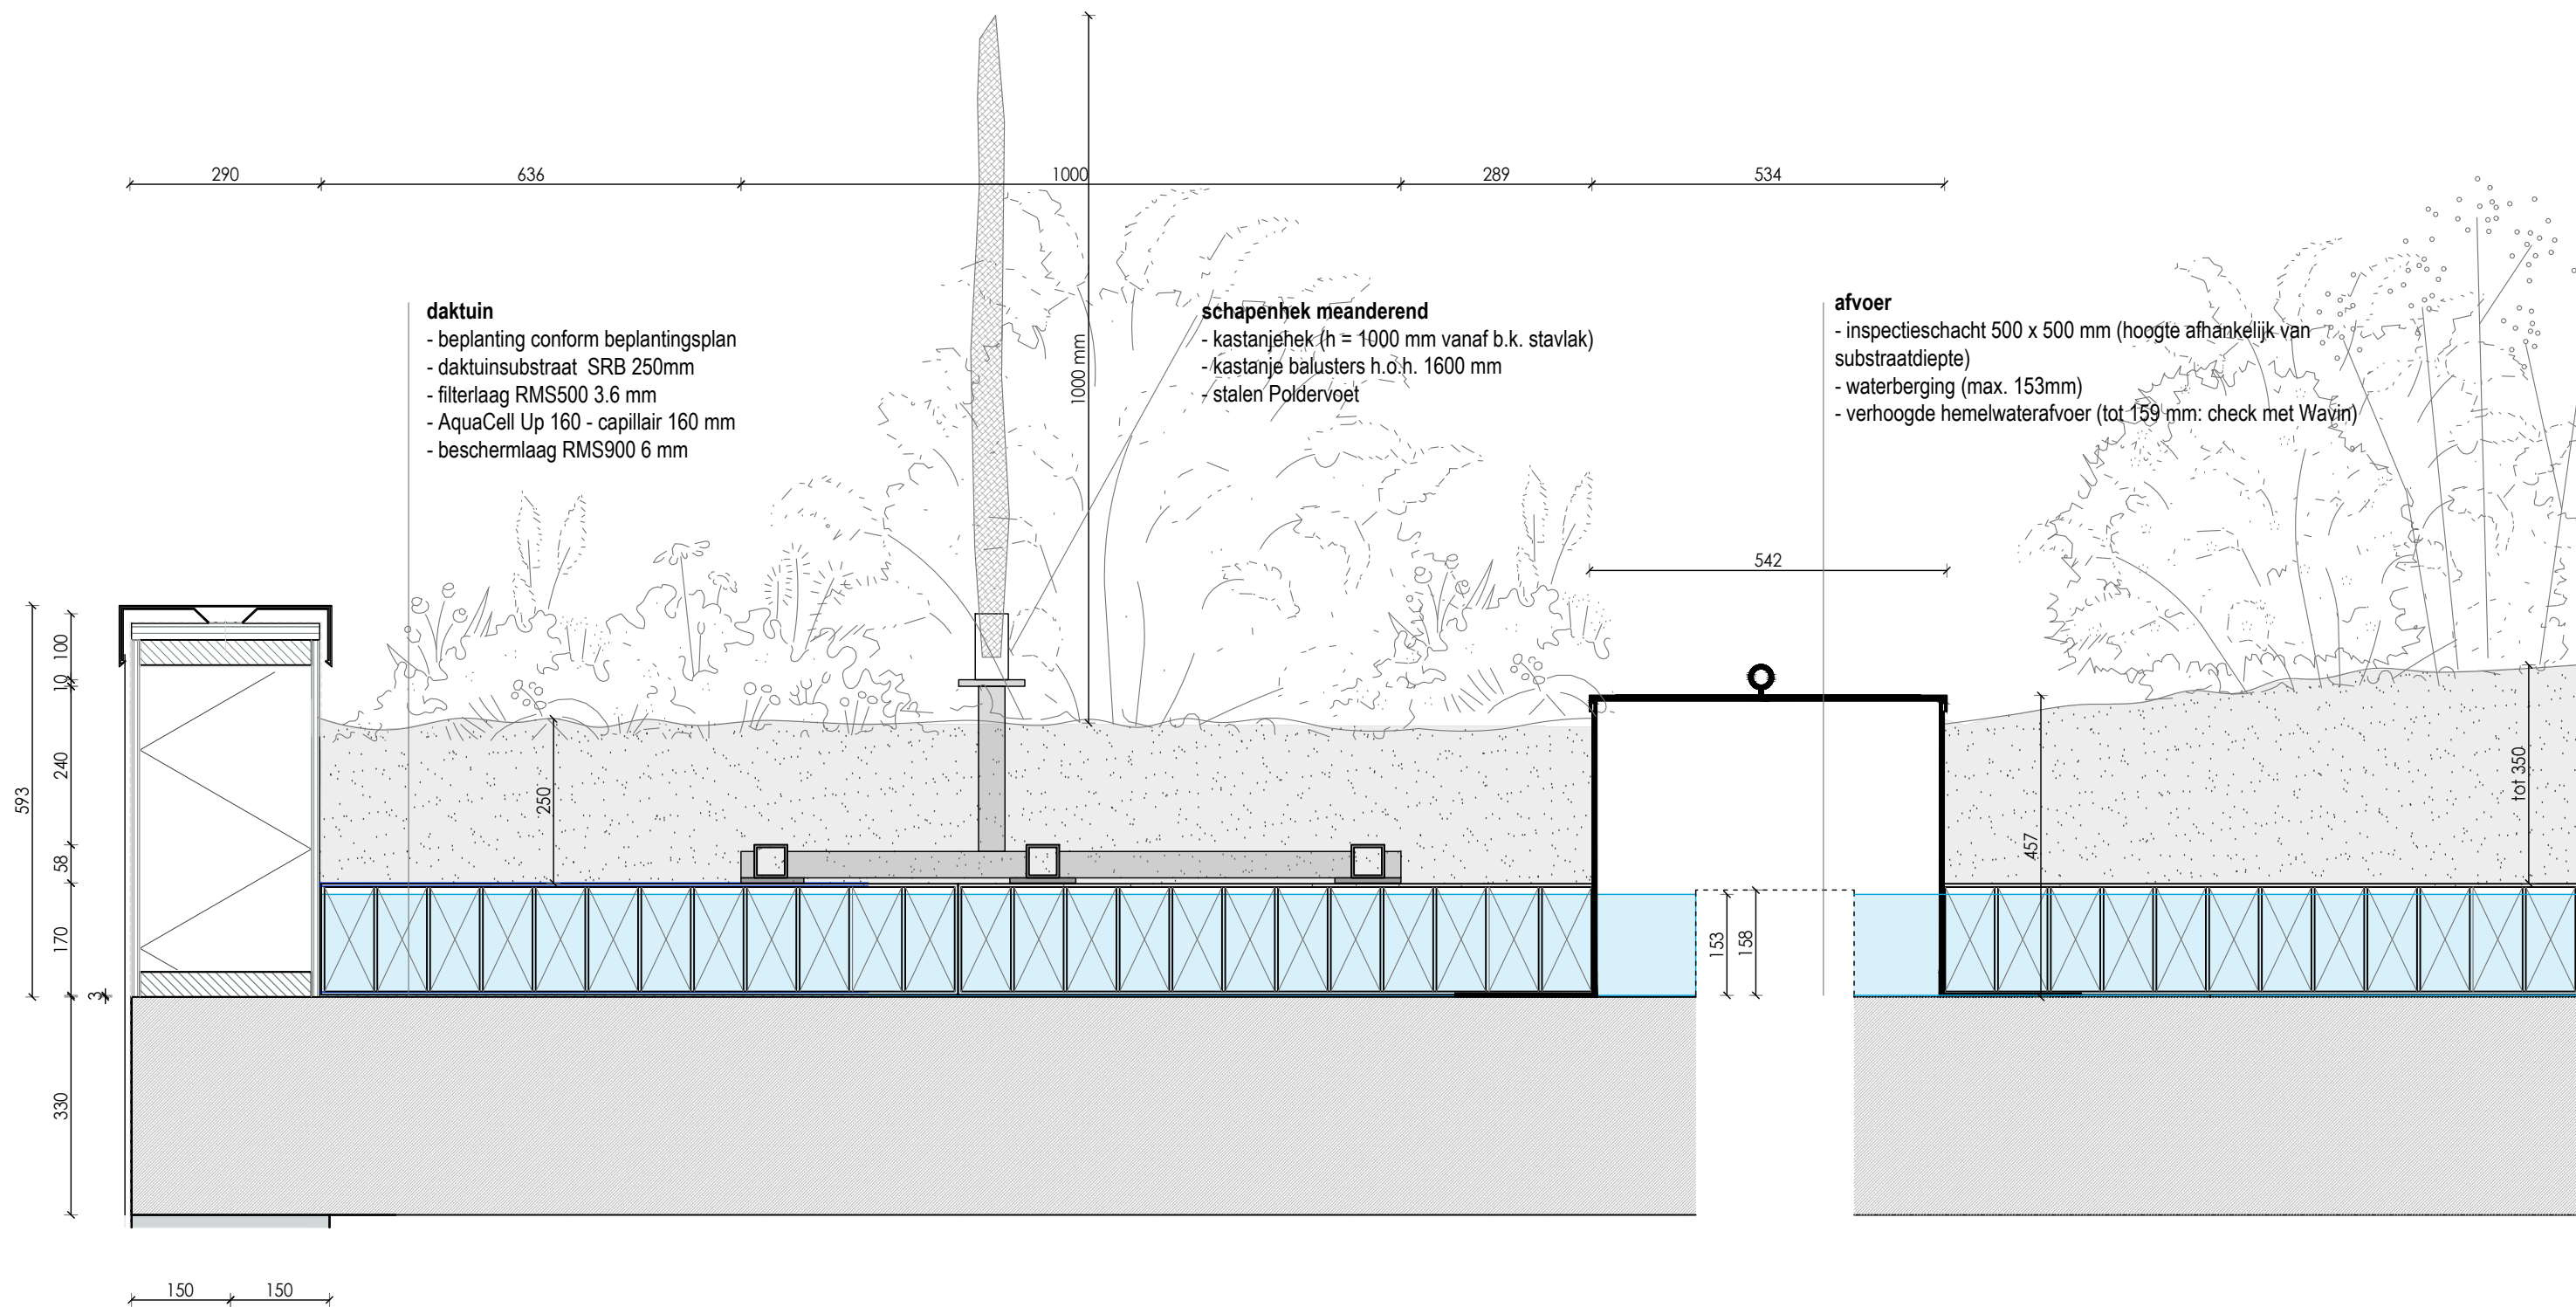 1000 mm
290
636
1000
289
534
daktuin
- beplanting conform beplantingsplan
- daktuinsubstraat  SRB 250mm
- filterlaag RMS500 3.6 mm
- AquaCell Up 160 - capillair 160 mm
- beschermlaag RMS900 6 mm
schapenhek meanderend
- kastanjehek (h = 1000 mm vanaf b.k. stavlak)
- kastanje balusters h.o.h. 1600 mm
- stalen Poldervoet
afvoer
- inspectieschacht 500 x 500 mm (hoogte afhankelijk van
substraatdiepte)
- waterberging (max. 153mm)
- verhoogde hemelwaterafvoer (tot 159 mm: check met Wavin)
542
593
100
10
240
58
170
3
330
250
457
tot 350
153
158
150
150